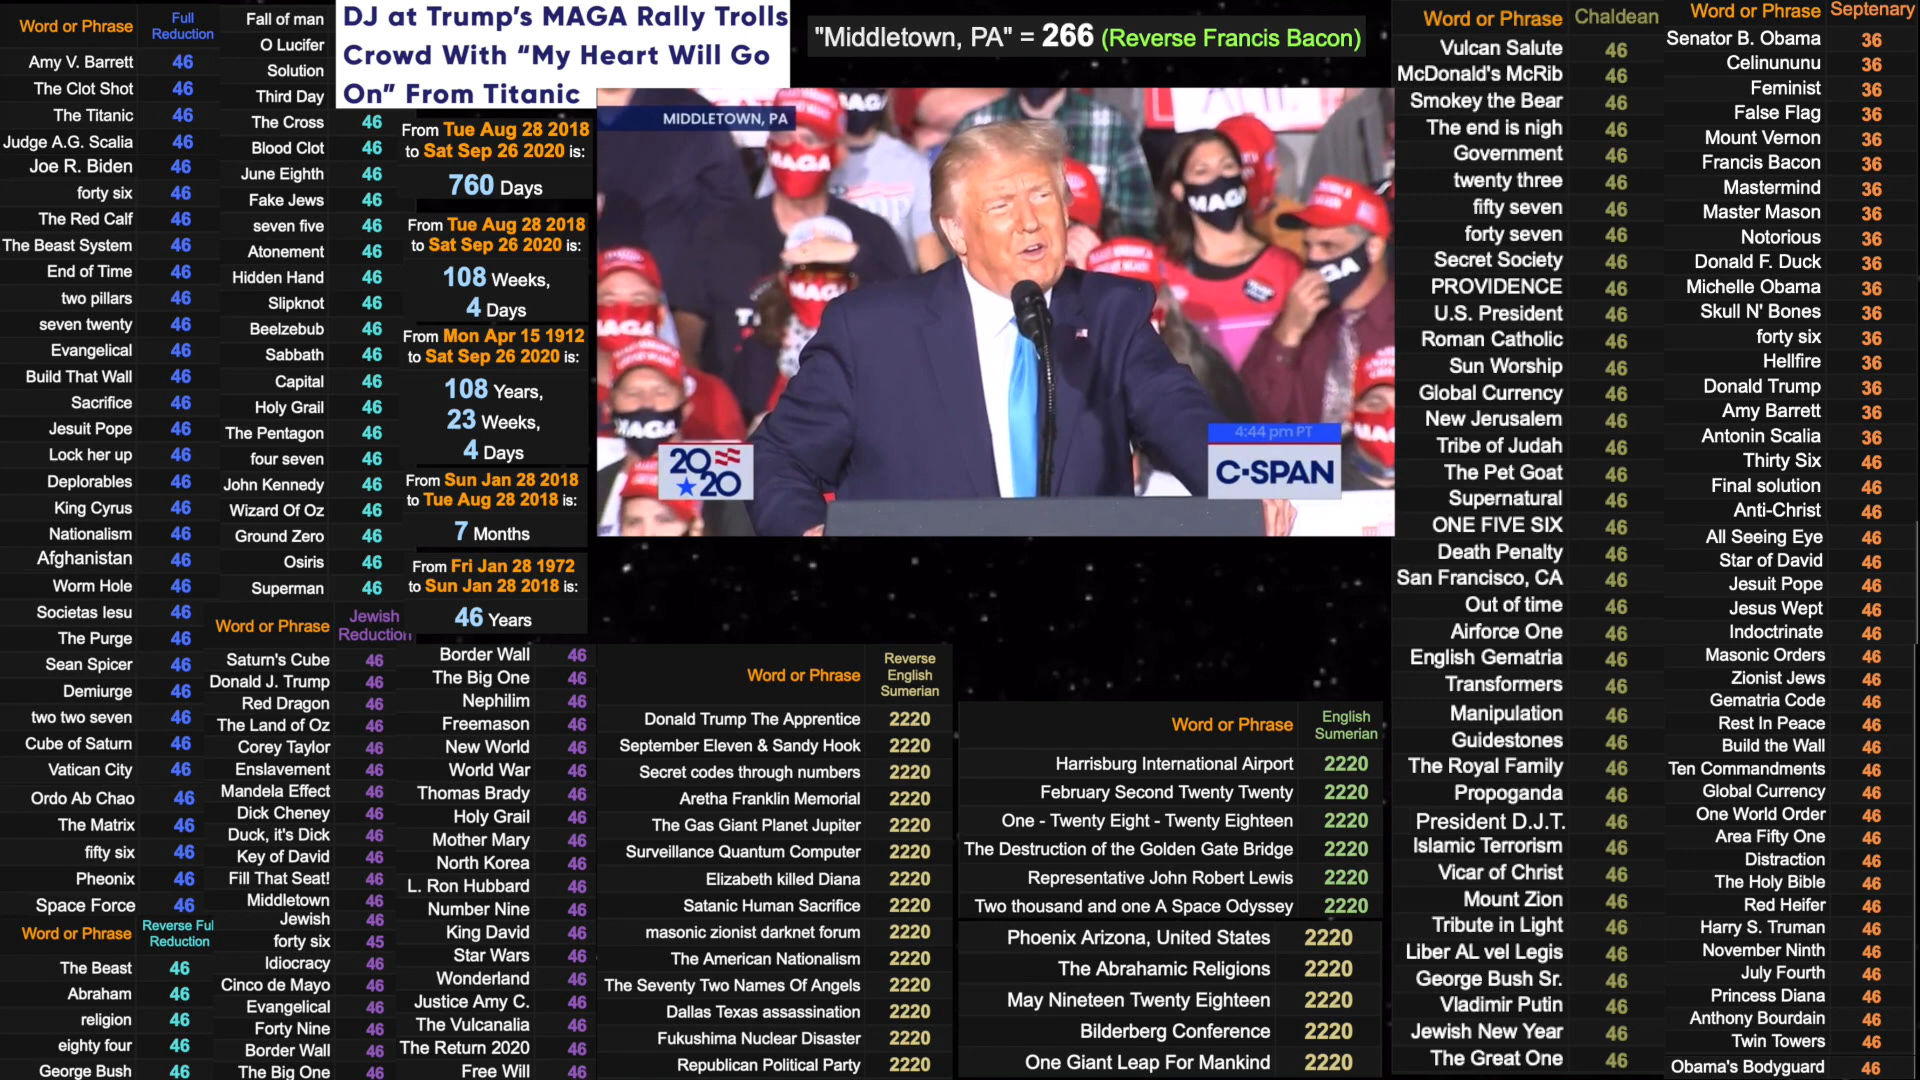 Word or Phrase Full Reduction
Amy V. Barrett 46
The Clot Shot 46
The Titanic 46
Judge A.G. Scalia 46
Joe R. Biden 46
forty six 46
The Red Calf 46
The Beast System 46
End of Time 46
two pillars 46
seven twenty 46
Evangelical 46
Build That Wall 46
Sacrifice 46
Jesuit Pope 46
Lock her up 46
Deplorables 46
King Cyrus 46
Nationalism 46
Afghanistan 46
Worm Hole 46
Societas Iesu 46
The Purge 46
Sean Spicer 46
Demiurge 46
two two seven 46
Cube of Saturn 46
Vatican City 46
Ordo Ab Chao 46
The Matrix 46
fifty six 46
Pheonix 46
Space Force 46
Word or Phrase Reverse Full Reduction
The Beast 46
Abraham 46
religion 46
eighty four 46
George Bush 46
Fall of man
O Lucifer
Solution
Third Day
The Cross 46
Blood Clot 46
June Eighth 46
Fake Jews 46
seven five 46
Atonement 46
Hidden Hand 46
Slipknot 46
Beelzebub 46
Sabbath 46
Capital 46
Holy Grail 46
The Pentagon 46
four seven 46
John Kennedy 46
Wizard Of Oz 46
Ground Zero 46
Osiris 46
Superman 46
Word or Phrase Jewish Reduction
Saturn's Cube 46
Donald J. Trump 46
Red Dragon 46
The Land of Oz 46
Corey Taylor 46
Enslavement 46
Mandela Effect 46
Dick Cheney 46
Duck, it's Dick 46
Key of David 46
Fill That Seat! 46
Middletown 46
Jewish 46
forty six 45
Idiocracy 46
Cinco de Mayo 46
Evangelical 46
Forty Nine 46
Border Wall 46
The Big One 46
DJ at Trump's MAGA Rally Trolls
Crowd With "My Heart Will Go
On" From Titanic
From Tue Aug 28 2018
to Sat Sep 26 2020 is:
760 Days
From Tue Aug 28 2018
to Sat Sep 26 2020 is:
108 Weeks,
4 Days
From Mon Apr 15 1912
to Sat Sep 26 2020 is:
108 Years,
23 Weeks,
4 Days
From Sun Jan 28 2018
to Tue Aug 28 2018 is:
7 Months
From Fri Jan 28 1972
to Sun Jan 28 2018 is:
46 Years
Border Wall 46
The Big One 46
Nephilim 46
Freemason 46
New World 46
World War 46
Thomas Brady 46
Holy Grail 46
Mother Mary 46
North Korea 46
L. Ron Hubbard 46
Number Nine 46
King David 46
Star Wars 46
Wonderland 46
Justice Amy C. 46
The Vulcanalia 46
The Return 2020 46
Free Will 46
"Middletown, PA" = 266 (Reverse Francis Bacon)
MIDDLETOWN, PA
MAGA
MAGA
MAGA
MAGA
MAGA
MAGA
2020
4:44 pm PT
C-SPAN
Word or Phrase Reverse English Sumerian
Donald Trump The Apprentice 2220
September Eleven & Sandy Hook 2220
Secret codes through numbers 2220
Aretha Franklin Memorial 2220
The Gas Giant Planet Jupiter 2220
Surveillance Quantum Computer 2220
Elizabeth killed Diana 2220
Satanic Human Sacrifice 2220
masonic zionist darknet forum 2220
The American Nationalism 2220
The Seventy Two Names Of Angels 2220
Dallas Texas assassination 2220
Fukushima Nuclear Disaster 2220
Republican Political Party 2220
Word or Phrase English Sumerian
Harrisburg International Airport 2220
February Second Twenty Twenty 2220
One - Twenty Eight - Twenty Eighteen 2220
The Destruction of the Golden Gate Bridge 2220
Representative John Robert Lewis 2220
Two thousand and one A Space Odyssey 2220
Phoenix Arizona, United States 2220
The Abrahamic Religions 2220
May Nineteen Twenty Eighteen 2220
Bilderberg Conference 2220
One Giant Leap For Mankind 2220
Word or Phrase Chaldean
Vulcan Salute 46
McDonald's McRib 46
Smokey the Bear 46
The end is nigh 46
Government 46
twenty three 46
fifty seven 46
forty seven 46
Secret Society 46
PROVIDENCE 46
U.S. President 46
Roman Catholic 46
Sun Worship 46
Global Currency 46
New Jerusalem 46
Tribe of Judah 46
The Pet Goat 46
Supernatural 46
ONE FIVE SIX 46
Death Penalty 46
San Francisco, CA 46
Out of time 46
Airforce One 46
English Gematria 46
Transformers 46
Manipulation 46
Guidestones 46
The Royal Family 46
Propoganda 46
President D.J.T. 46
Islamic Terrorism 46
Vicar of Christ 46
Mount Zion 46
Tribute in Light 46
Liber AL vel Legis 46
George Bush Sr. 46
Vladimir Putin 46
Jewish New Year 46
The Great One 46
Word or Phrase Septenary
Senator B. Obama 36
Celinununu 36
Feminist 36
False Flag 36
Mount Vernon 36
Francis Bacon 36
Mastermind 36
Master Mason 36
Notorious 36
Donald F. Duck 36
Michelle Obama 36
Skull N' Bones 36
forty six 36
Hellfire 36
Donald Trump 36
Amy Barrett 36
Antonin Scalia 36
Thirty Six 46
Final solution 46
Anti-Christ 46
All Seeing Eye 46
Star of David 46
Jesuit Pope 46
Jesus Wept 46
Indoctrinate 46
Masonic Orders 46
Zionist Jews 46
Gematria Code 46
Rest In Peace 46
Build the Wall 46
Ten Commandments 46
Global Currency 46
One World Order 46
Area Fifty One 46
Distraction 46
The Holy Bible 46
Red Heifer 46
Harry S. Truman 46
November Ninth 46
July Fourth 46
Princess Diana 46
Anthony Bourdain 46
Twin Towers 46
Obama's Bodyguard 46